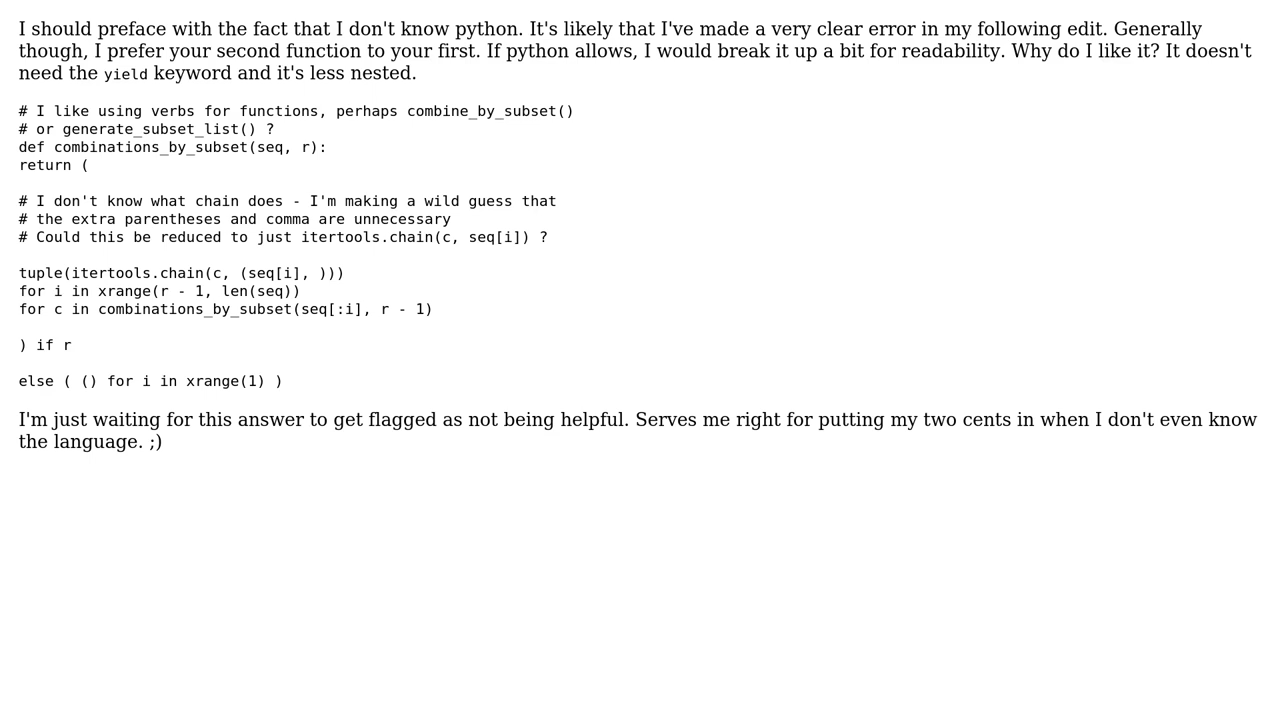 I should preface with the fact that I don't know python. It's likely that I've made a very clear error in my following edit. Generally
though, I prefer your second function to your first. If python allows, I would break it up a bit for readability. Why do I like it? It doesn't
need the yield keyword and it's less nested.
# I like using verbs for functions, perhaps combine_by_subset()
# or generate_subset_list() ?
def combinations_by_subset(seq, r):
return (
# I don't know what chain does - I'm making a wild guess that
# the extra parentheses and comma are unnecessary
# Could this be reduced to just itertools.chain(c, seq[i]) ?
tuple(itertools.chain(c, (seq[i], )))
for i in xrange(r - 1, len(seq))
for c in combinations_by_subset(seq[:i], r - 1)
) if r
else ( () for i in xrange(1) )
I'm just waiting for this answer to get flagged as not being helpful. Serves me right for putting my two cents in when I don't even know
the language. ;)